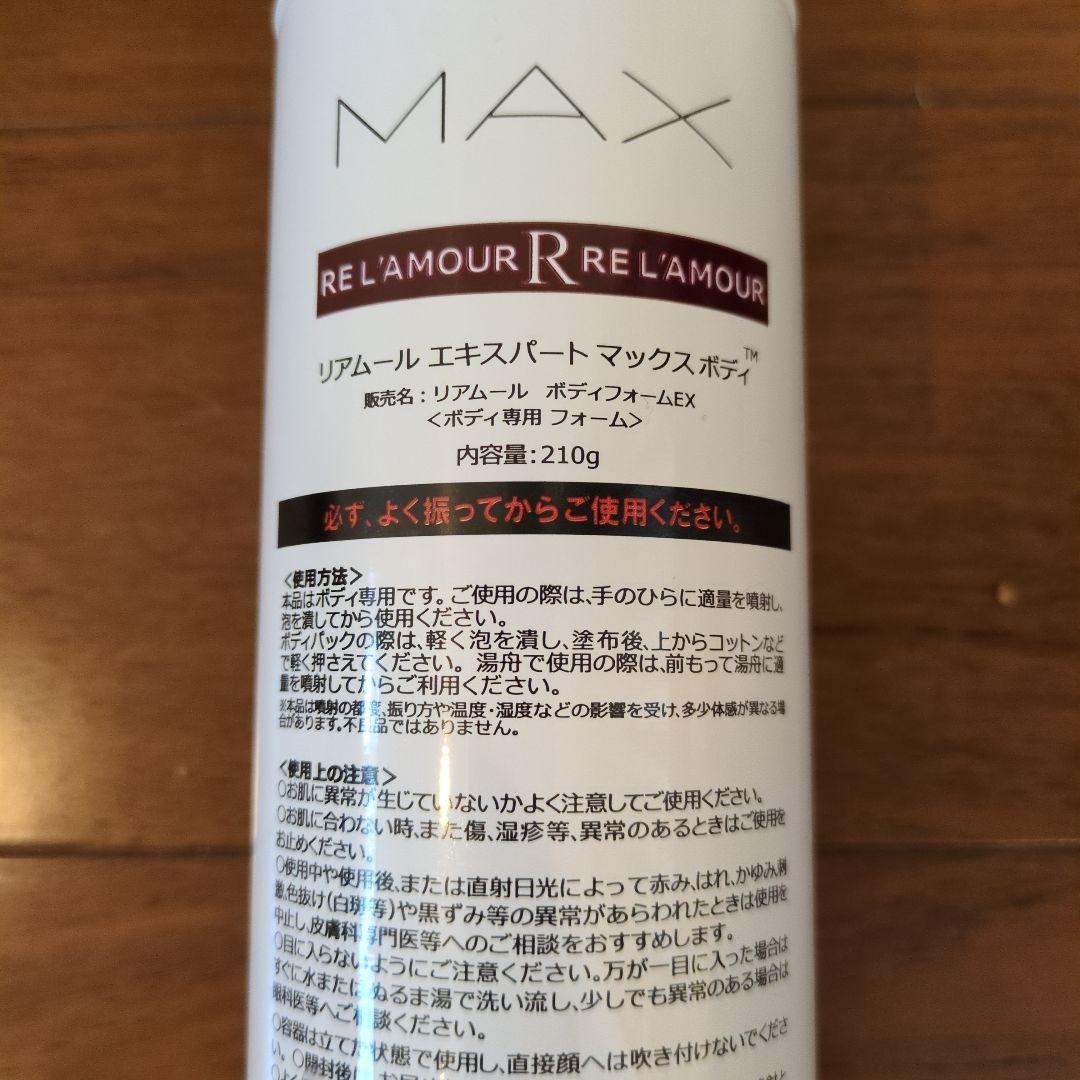 MAX
RE L'AMOUR R RE L'AMOUR
リアムール エキスパート マックス ボディ™
販売名：リアムール　ボディフォームEX
＜ボディ専用 フォーム＞
内容量：210g
必ず、よく振ってからご使用ください。
＜使用方法＞
本品はボディ専用です。ご使用の際は、手のひらに適量を噴射し、
泡を潰してから使用ください。
ボディパックの際は、軽く泡を潰し、塗布後、上からコットンなど
で軽く押さえてください。湯舟で使用の際は、前もって湯舟に適
量を噴射してからご利用ください。
※本品は噴射の都度、振り方や温度・湿度などの影響を受け、多少体感が異なる場
合があります。不良品ではありません。
＜使用上の注意＞
○お肌に異常が生じていないかよく注意してご使用ください。
○お肌に合わない時、また傷、湿疹等、異常のあるときはご使用を
お止めください。
○使用中や使用後、または直射日光によって赤み、はれ、かゆみ、刺
激、色抜け（白斑等）や黒ずみ等の異常があらわれたときは使用を
中止し、皮膚科専門医等へのご相談をおすすめします。
○目に入らないようにご注意ください。万が一目に入った場合は
すぐに水またはぬるま湯で洗い流し、少しでも異常のある場合は
眼科医等へご相談ください。
○容器は立てた状態で使用し、直接顔へは吹き付けないでくださ
い。○開封後は